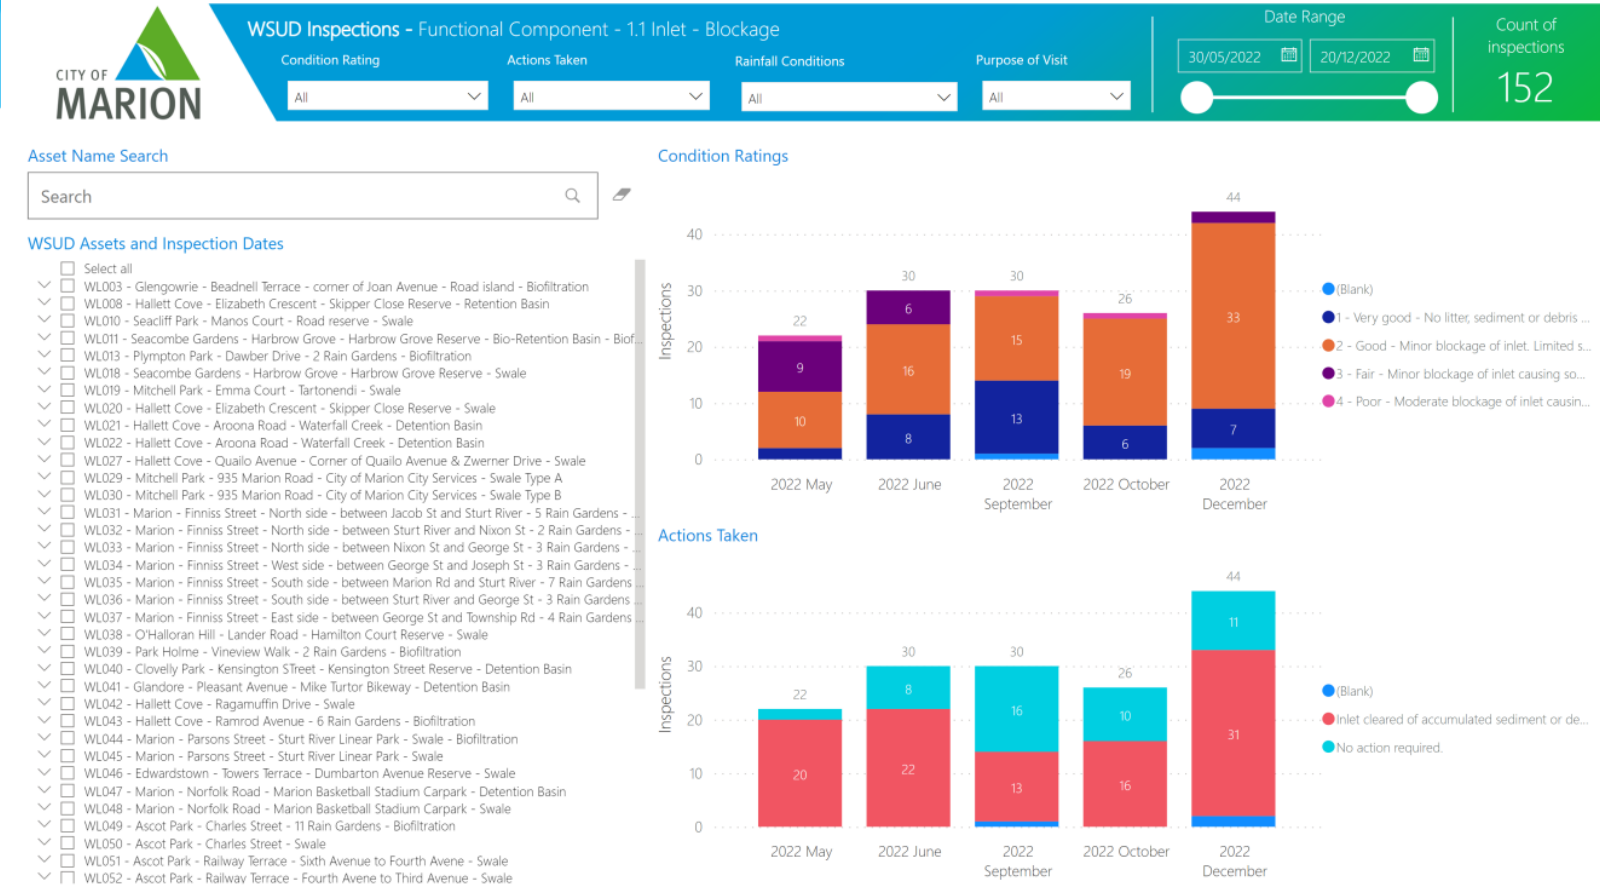 CITY OF
MARION
WSUD Inspections - Functional Component - 1.1 Inlet - Blockage
Condition Rating
All
Actions Taken
All
Rainfall Conditions
All
Purpose of Visit
All
Date Range
30/05/2022
20/12/2022
Count of
inspections
152
Asset Name Search
Search
WSUD Assets and Inspection Dates
Select all
WL003 - Glengowrie - Beadnell Terrace - corner of Joan Avenue - Road island - Biofiltration
WL008 - Hallett Cove - Elizabeth Crescent - Skipper Close Reserve - Retention Basin
WL010 - Seacliff Park - Manos Court - Road reserve - Swale
WL011 - Seacombe Gardens - Harbrow Grove - Harbrow Grove Reserve - Bio-Retention Basin - Biof...
WL013 - Plympton Park - Dawber Drive - 2 Rain Gardens - Biofiltration
WL018 - Seacombe Gardens - Harbrow Grove - Harbrow Grove Reserve - Swale
WL019 - Mitchell Park - Emma Court - Tartonendi - Swale
WL020 - Hallett Cove - Elizabeth Crescent - Skipper Close Reserve - Swale
WL021 - Hallett Cove - Aroona Road - Waterfall Creek - Detention Basin
WL022 - Hallett Cove - Aroona Road - Waterfall Creek - Detention Basin
WL027 - Hallett Cove - Quailo Avenue - Corner of Quailo Avenue & Zwerner Drive - Swale
WL029 - Mitchell Park - 935 Marion Road - City of Marion City Services - Swale Type A
WL030 - Mitchell Park - 935 Marion Road - City of Marion City Services - Swale Type B
WL031 - Marion - Finniss Street - North side - between Jacob St and Sturt River - 5 Rain Gardens - ...
WL032 - Marion - Finniss Street - North side - between Sturt River and Nixon St - 2 Rain Gardens - ...
WL033 - Marion - Finniss Street - North side - between Nixon St and George St - 3 Rain Gardens - ...
WL034 - Marion - Finniss Street - West side - between George St and Joseph St - 3 Rain Gardens - ...
WL035 - Marion - Finniss Street - South side - between Marion Rd and Sturt River - 7 Rain Gardens ...
WL036 - Marion - Finniss Street - South side - between Sturt River and George St - 3 Rain Gardens ...
WL037 - Marion - Finniss Street - East side - between George St and Township Rd - 4 Rain Gardens ...
WL038 - O'Halloran Hill - Lander Road - Hamilton Court Reserve - Swale
WL039 - Park Holme - Vineview Walk - 2 Rain Gardens - Biofiltration
WL040 - Clovelly Park - Kensington STreet - Kensington Street Reserve - Detention Basin
WL041 - Glandore - Pleasant Avenue - Mike Turtor Bikeway - Detention Basin
WL042 - Hallett Cove - Ragamuffin Drive - Swale
WL043 - Hallett Cove - Ramrod Avenue - 6 Rain Gardens - Biofiltration
WL044 - Marion - Parsons Street - Sturt River Linear Park - Swale - Biofiltration
WL045 - Marion - Parsons Street - Sturt River Linear Park - Swale
WL046 - Edwardstown - Towers Terrace - Dumbarton Avenue Reserve - Swale
WL047 - Marion - Norfolk Road - Marion Basketball Stadium Carpark - Detention Basin
WL048 - Marion - Norfolk Road - Marion Basketball Stadium Carpark - Swale
WL049 - Ascot Park - Charles Street - 11 Rain Gardens - Biofiltration
WL050 - Ascot Park - Charles Street - Swale
WL051 - Ascot Park - Railway Terrace - Sixth Avenue to Fourth Avene - Swale
WL052 - Ascot Park - Railway Terrace - Fourth Avene to Third Avenue - Swale
Condition Ratings
Inspections
40
30
20
10
0
22
9
10
30
6
16
8
30
15
13
26
19
6
44
33
7
2022 May
2022 June
2022
September
2022 October
2022
December
(Blank)
1 - Very good - No litter, sediment or debris ...
2 - Good - Minor blockage of inlet. Limited s...
3 - Fair - Minor blockage of inlet causing so...
4 - Poor - Moderate blockage of inlet causin...
Actions Taken
Inspections
40
30
20
10
0
22
20
30
8
22
30
16
13
26
10
16
44
11
31
2022 May
2022 June
2022
September
2022 October
2022
December
(Blank)
Inlet cleared of accumulated sediment or de...
No action required.